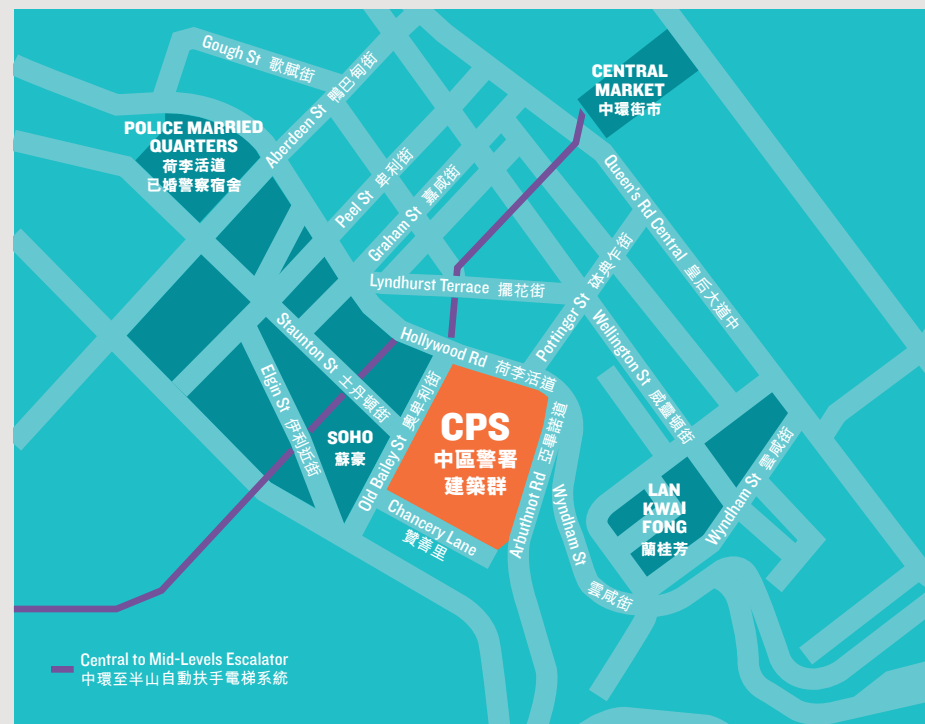 Gough St 歌賦街
Aberdeen St 鴨巴甸街
CENTRAL
MARKET
中環街市
POLICE MARRIED
QUARTERS
荷李活道
已婚警察宿舍
Peel St 卑利街
Graham St 嘉咸街
Queen's Rd Central 皇后大道中
Lyndhurst Terrace 擺花街
Pottinger St 砵典乍街
Wellington St 威靈頓街
Hollywood Rd 荷李活道
Staunton St 士丹頓街
Elgin St 伊利近街
SOHO
蘇豪
Old Bailey St 奧卑利街
CPS
中區警署
建築群
Chancery Lane
贊善里
Arbuthnot Rd 亞畢諾道
Wyndham St 雲咸街
LAN
KWAI
FONG
蘭桂芳
Wyndham St 雲咸街
Central to Mid-Levels Escalator
中環至半山自動扶手電梯系統